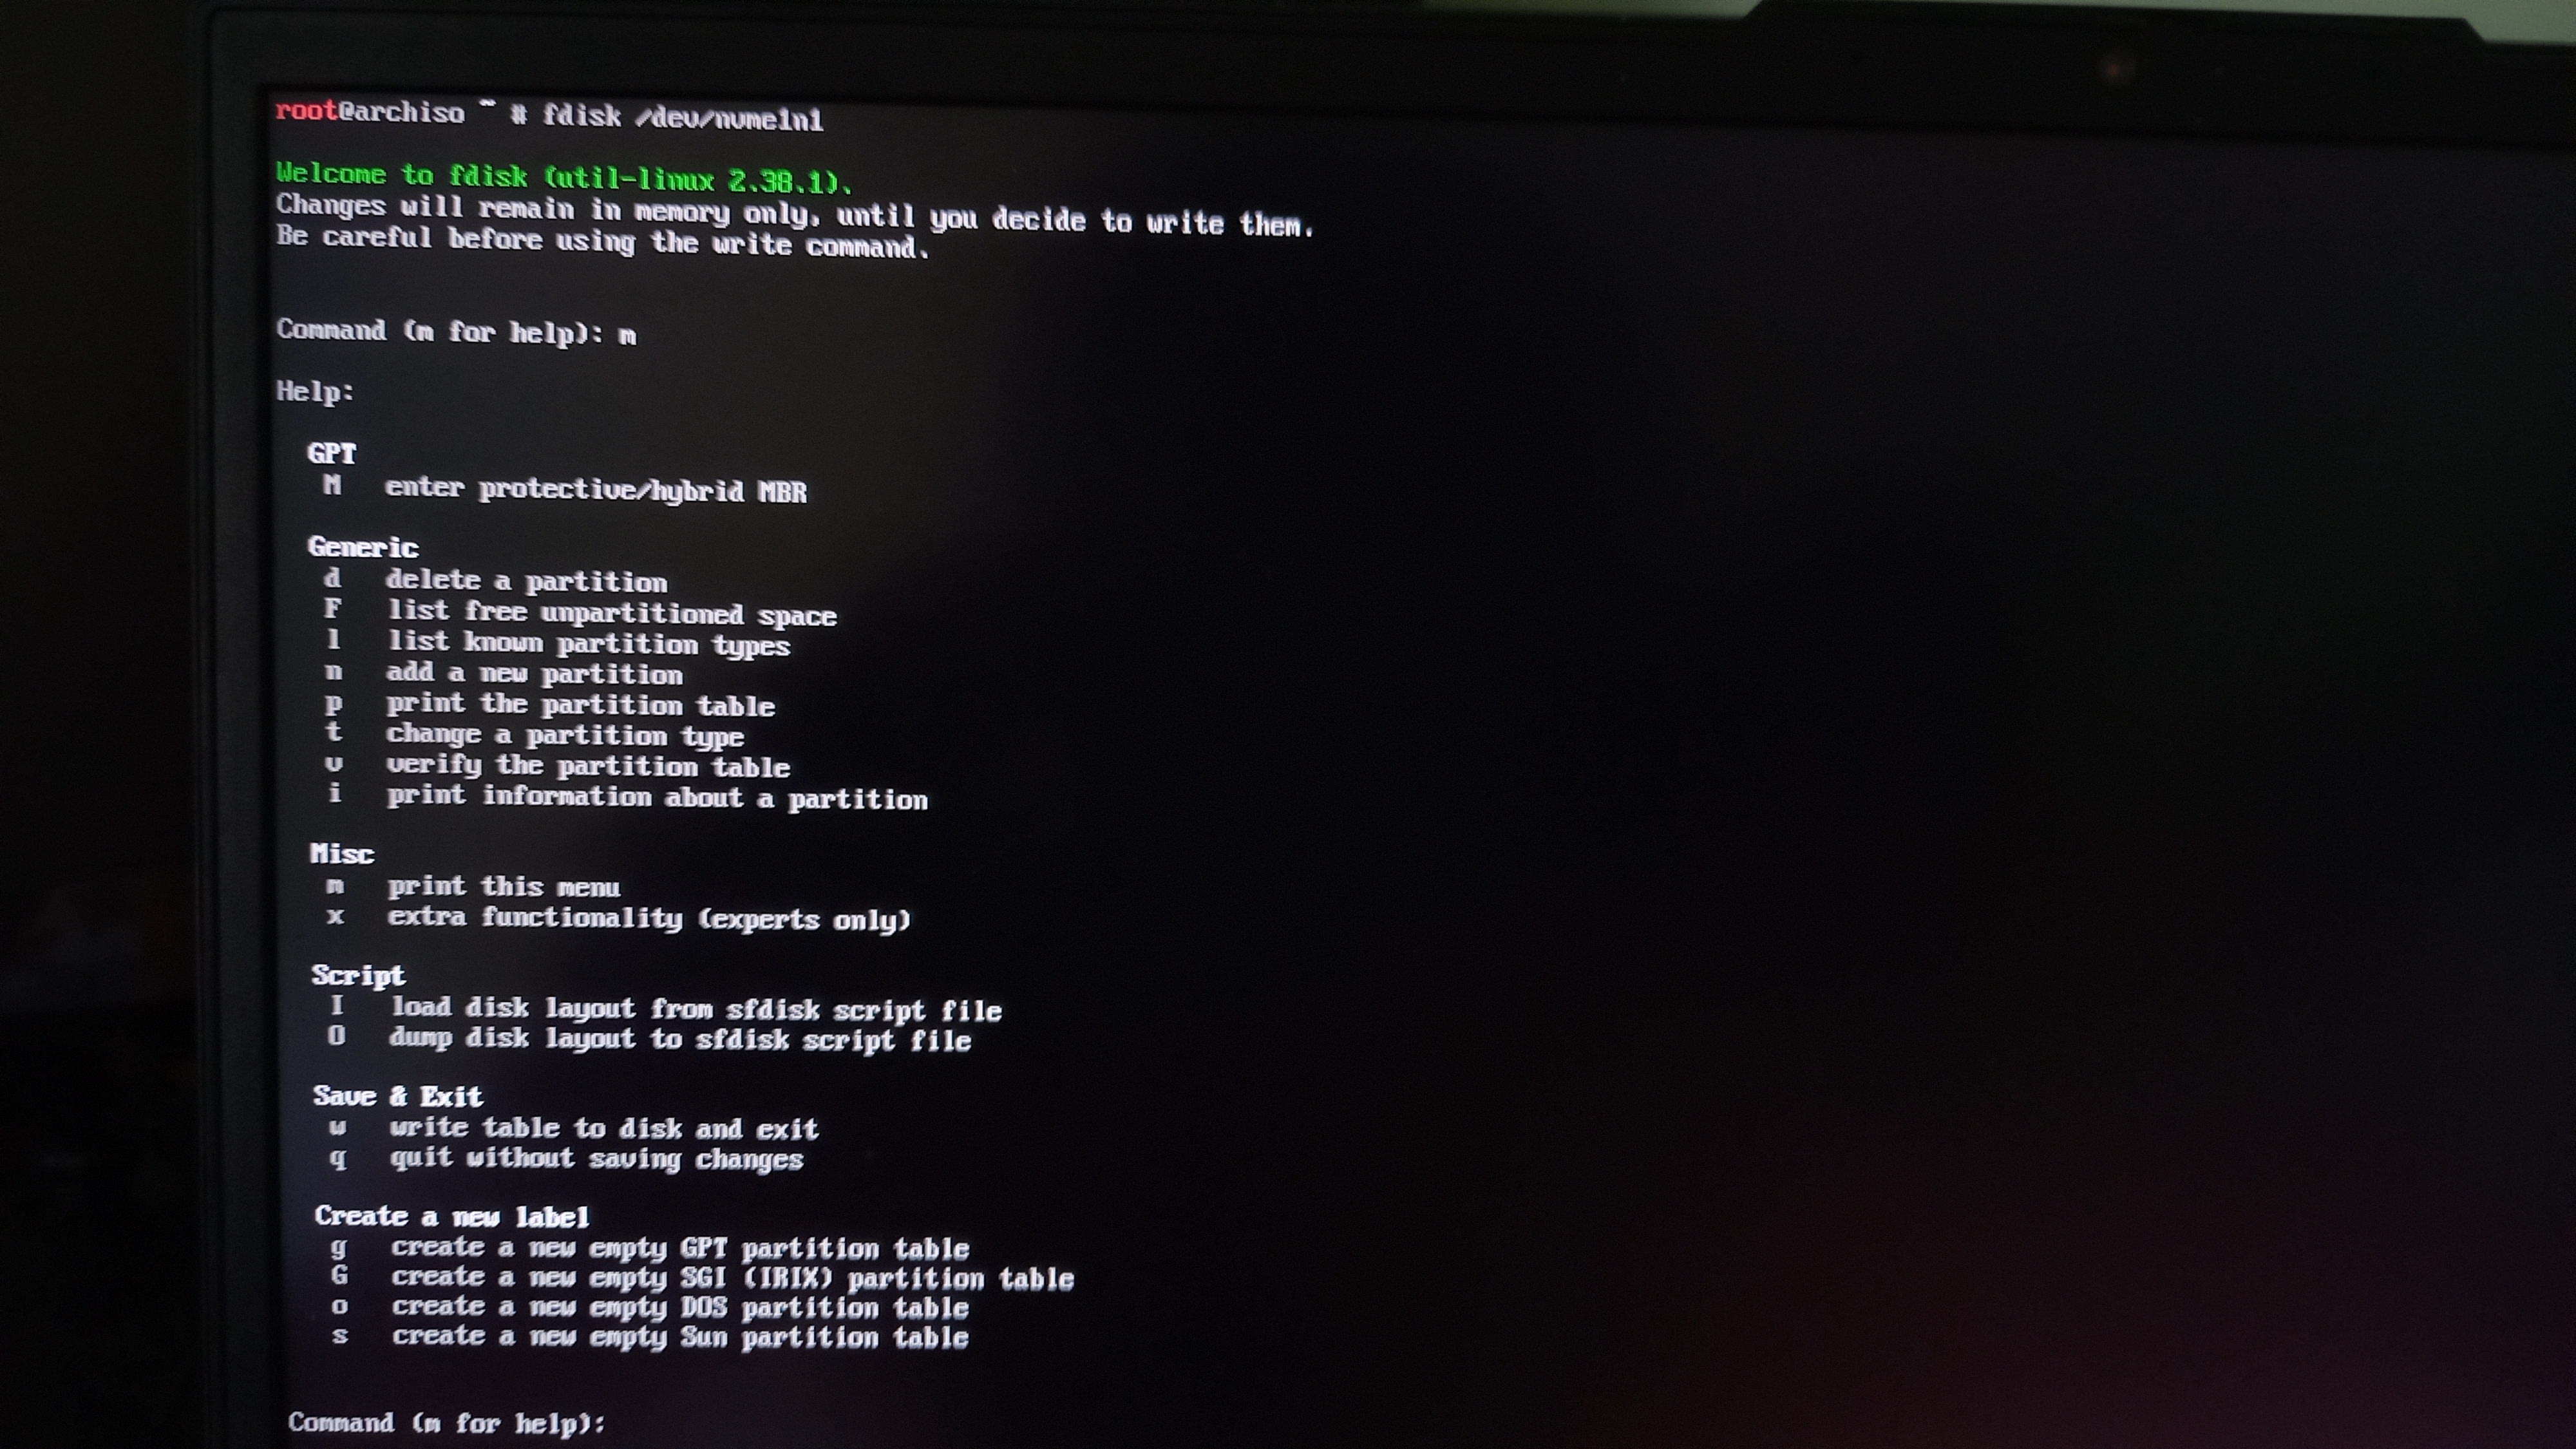 root@archiso ~ # fdisk /dev/nvme1n1
Welcome to fdisk (util-linux 2.38.1).
Changes will remain in memory only, until you decide to write them.
Be careful before using the write command.
Command (m for help): m
Help:
GPT
M enter protective/hybrid MBR
Generic
d delete a partition
F list free unpartitioned space
l list known partition types
n add a new partition
p print the partition table
t change a partition type
v verify the partition table
i print information about a partition
Misc
m print this menu
x extra functionality (experts only)
Script
I load disk layout from sfdisk script file
O dump disk layout to sfdisk script file
Save & Exit
w write table to disk and exit
q quit without saving changes
Create a new label
g create a new empty GPT partition table
G create a new empty SGI (IRIX) partition table
o create a new empty DOS partition table
s create a new empty Sun partition table
Command (m for help):